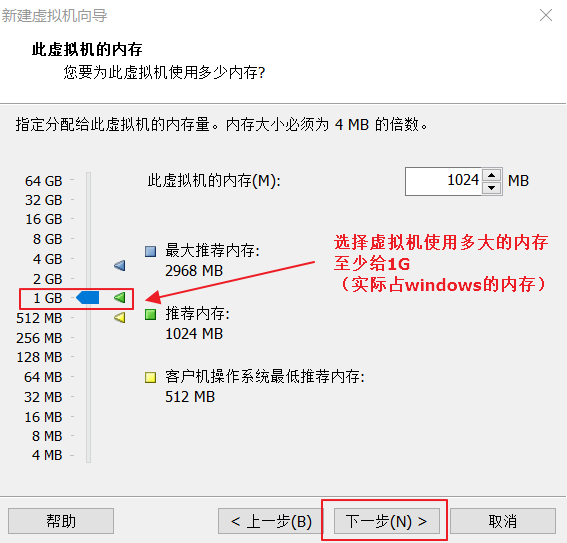 新建虚拟机向导
此虚拟机的内存
您要为此虚拟机使用多少内存?
指定分配给此虚拟机的内存量。内存大小必须为 4 MB 的倍数。
64 GB
32 GB
16 GB
8 GB
4 GB
2 GB
1 GB
512 MB
256 MB
128 MB
64 MB
32 MB
16 MB
8 MB
4 MB
此虚拟机的内存(M):
1024
MB
最大推荐内存:
2968 MB
推荐内存:
1024 MB
客户机操作系统最低推荐内存:
512 MB
选择虚拟机使用多大的内存
至少给1G
（实际占windows的内存）
帮助
< 上一步(B)
下一步(N) >
取消